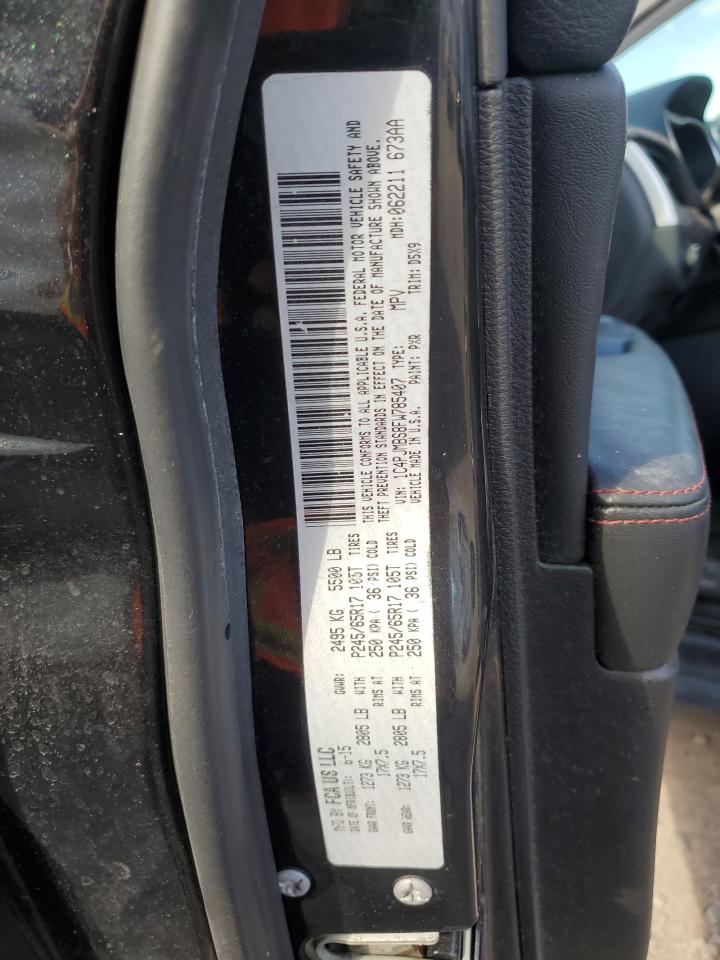 MFD BY FCA US LLC
DATE OF MFR(BUILT): 6-15 GVWR: 2495 KG 5500 LB
GAWR FRONT: 1273 KG 2805 LB WITH P245/65R17 103T TIRES
17X7.5 RIMS AT 250 KPA ( 36 PSI) COLD
GAWR REAR: 1273 KG 2805 LB WITH P245/65R17 105T TIRES
17X7.5 RIMS AT 250 KPA ( 36 PSI) COLD
THIS VEHICLE CONFORMS TO ALL APPLICABLE U.S.A. FEDERAL MOTOR VEHICLE SAFETY AND
THEFT PREVENTION STANDARDS IN EFFECT ON THE DATE OF MANUFACTURE SHOWN ABOVE.
VIN: 1C4PJMBS8FW785407 TYPE: MPV MDH:062211 673AA
VEHICLE MADE IN U.S.A. PAINT: PXR TRIM: D5X9